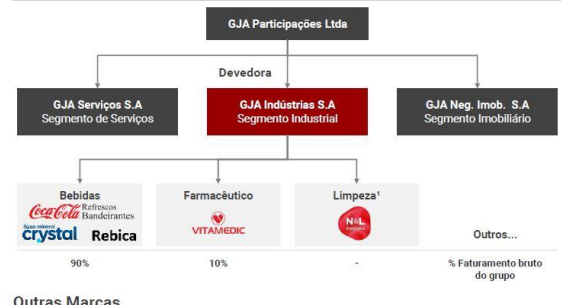 GJA Participações Ltda
Devedora
GJA Serviços S.A
Segmento de Serviços
GJA Indústrias S.A
Segmento Industrial
GJA Neg. Imob. S.A
Segmento Imobiliário
Bebidas
Coca-Cola Refrescos Bandeirantes
água mineral
crystal Rebica
Farmacêutico
VITAMEDIC
Limpeza¹
N&L
Outros...
90%
10%
-
% Faturamento bruto
do grupo
Outras Marcas